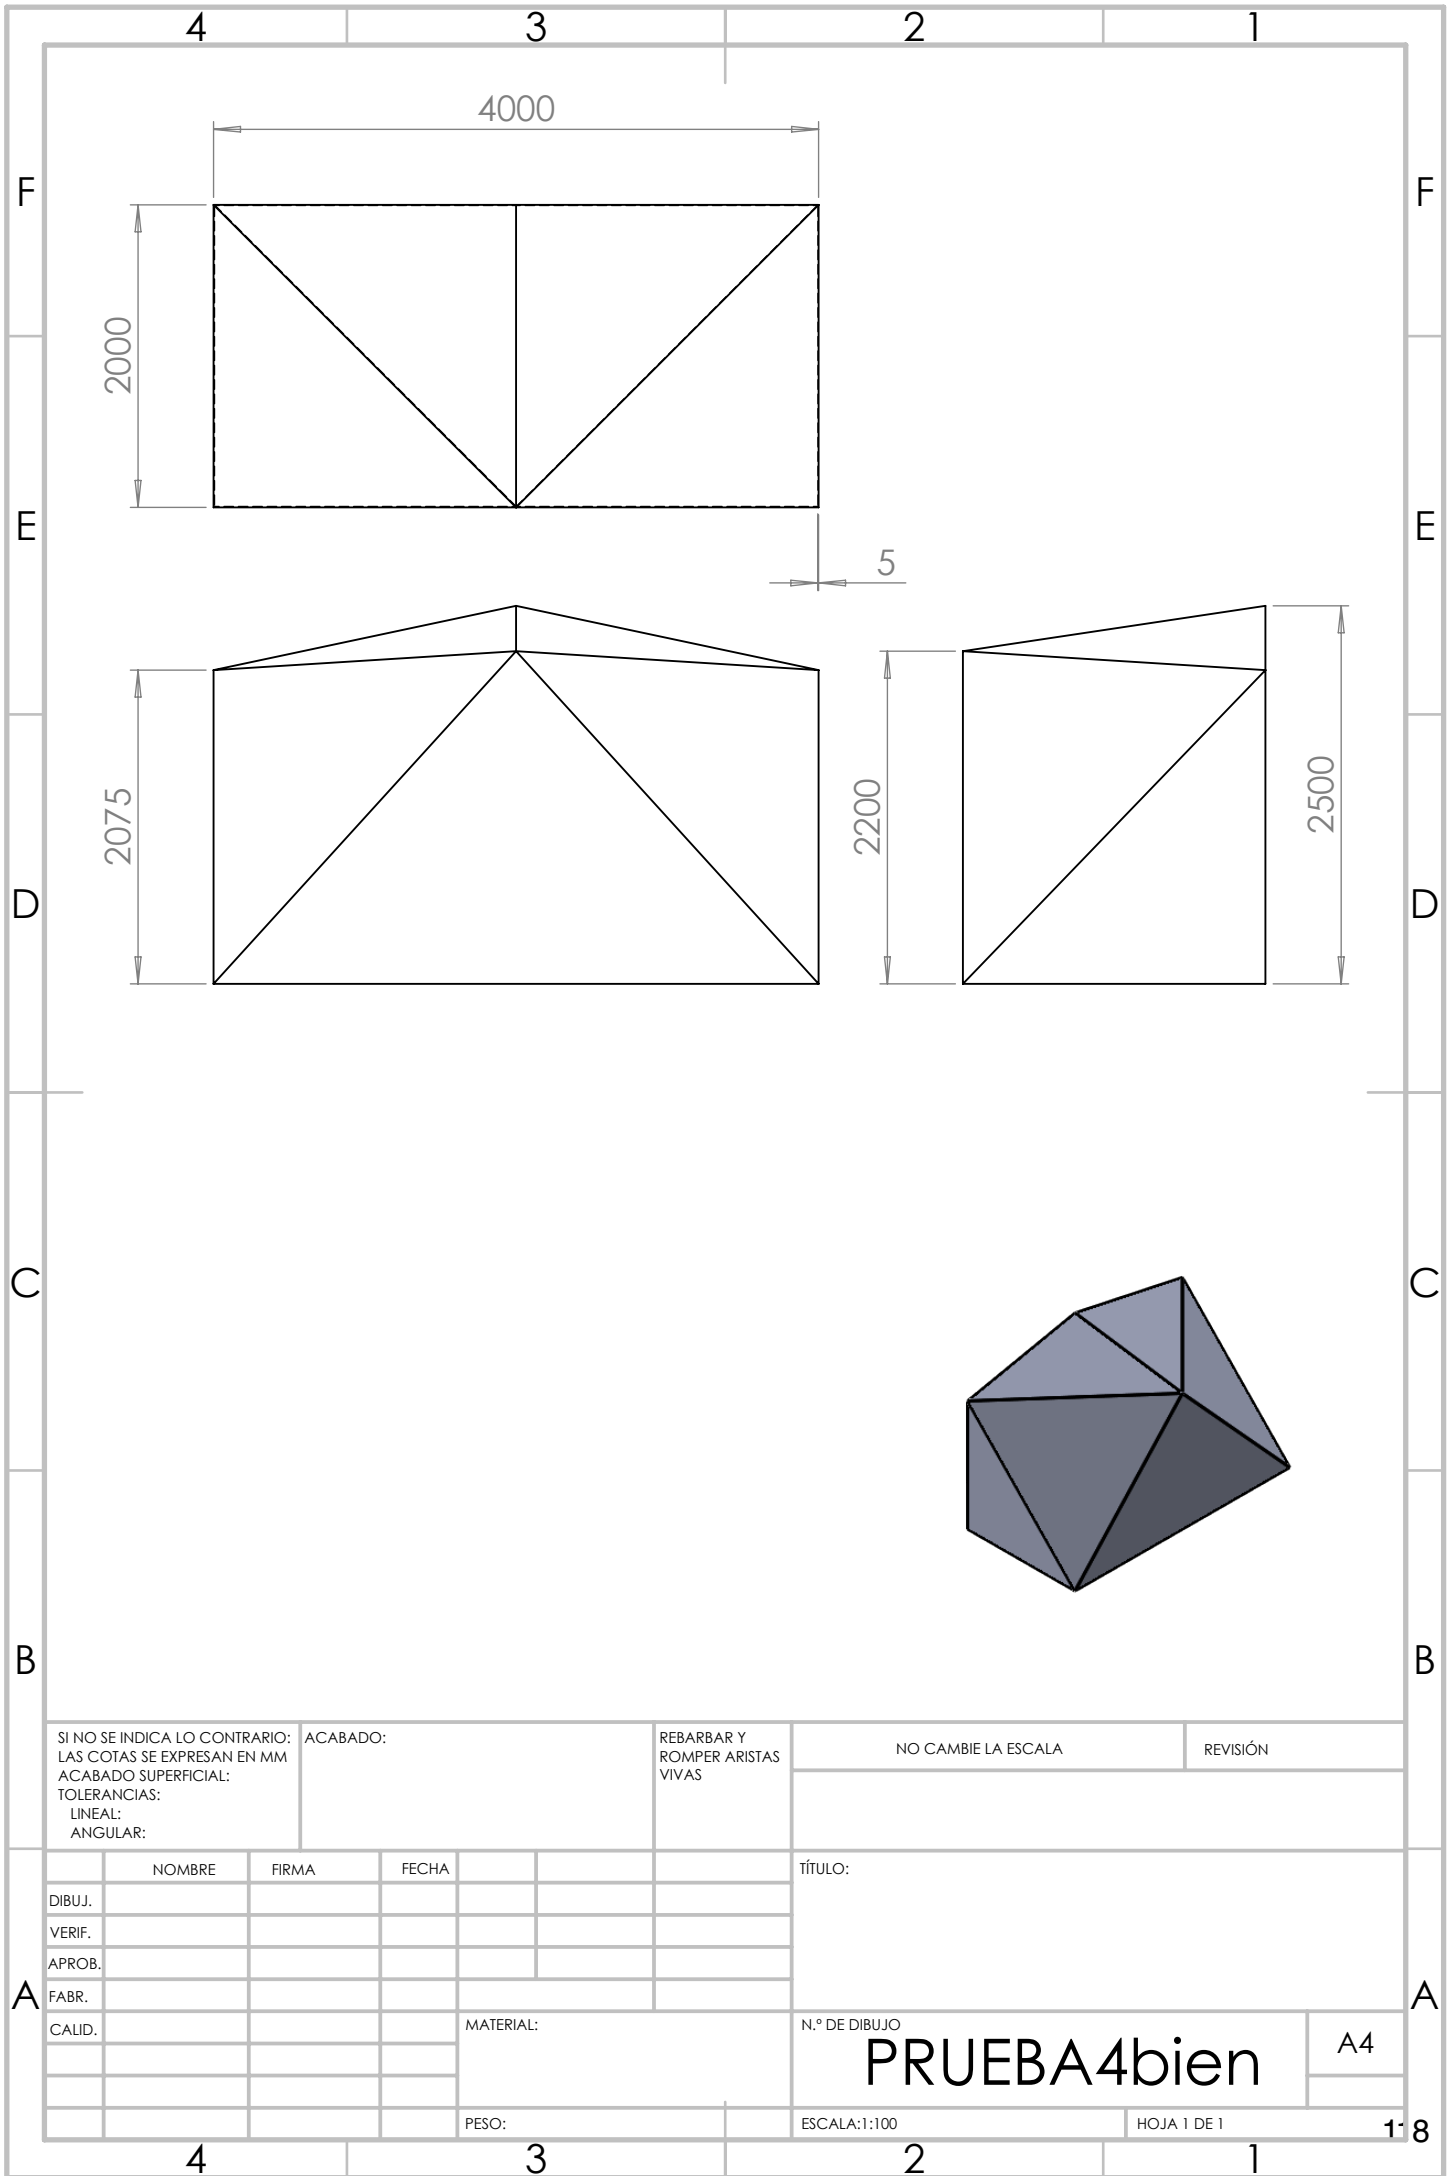 4 3 2 1
4000
F F
2000
E E
5
2075
2200
2500
D D
C C
B B
SI NO SE INDICA LO CONTRARIO:
LAS COTAS SE EXPRESAN EN MM
ACABADO SUPERFICIAL:
TOLERANCIAS:
LINEAL:
ANGULAR:
ACABADO:
REBARBAR Y
ROMPER ARISTAS
VIVAS
NO CAMBIE LA ESCALA
REVISIÓN
NOMBRE FIRMA FECHA
TÍTULO:
DIBUJ.
VERIF.
APROB.
A A
FABR.
CALID.
MATERIAL:
N.º DE DIBUJO
PRUEBA4bien
A4
PESO:
ESCALA:1:100
HOJA 1 DE 1
118
4 3 2 1